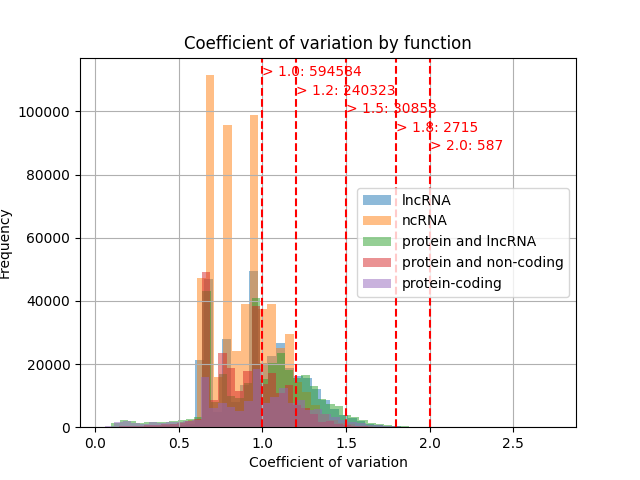 Coefficient of variation by function
> 1.0: 594584
> 1.2: 240323
> 1.5: 30853
> 1.8: 2715
> 2.0: 587
100000
80000
60000
40000
20000
0
Frequency
lncRNA
ncRNA
protein and lncRNA
protein and non-coding
protein-coding
0.0 0.5 1.0 1.5 2.0 2.5
Coefficient of variation